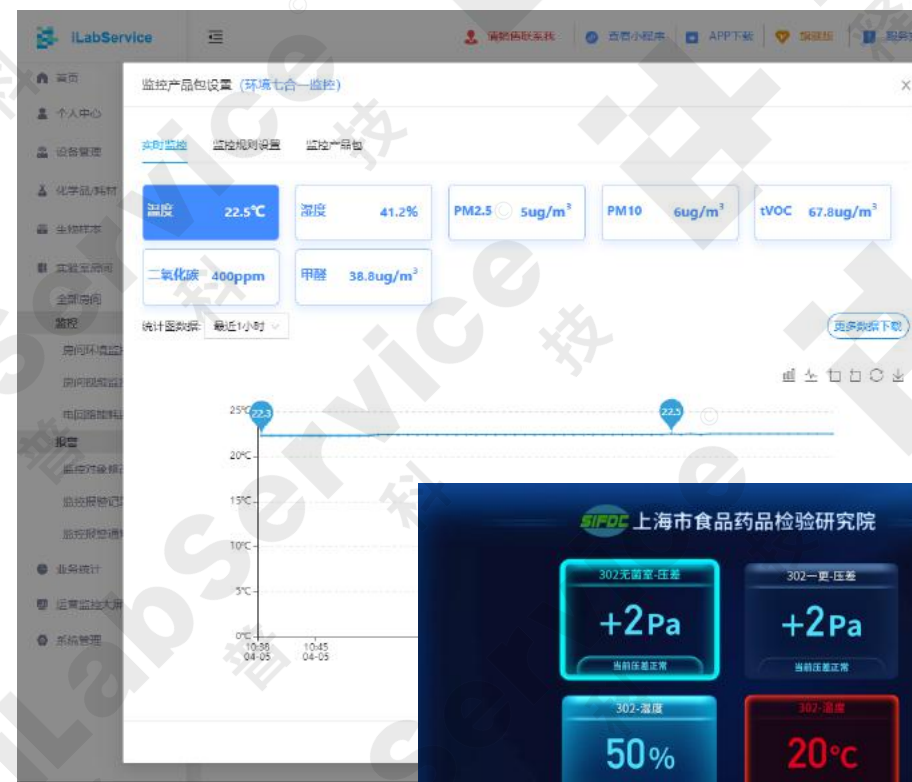 iLabService
请销售联系我
查看小程序
APP下载
旗舰版
首页
监控产品包设置 (环境七合一监控)
个人中心
实时监控 监控规则设置 监控产品包
设备管理
化学品/耗材
温度 22.5℃
湿度 41.2%
PM2.5 5ug/m³
PM10 6ug/m³
tVOC 67.8ug/m³
生物样本
实验室房间
二氧化碳 400ppm
甲醛 38.8ug/m³
全部房间
监控
统计图数据: 最近1小时
更多数据下载
房间环境监
房间视频监
电回路能耗
报警
监控对象
监控报警记
监控报警通
业务统计
运营监控大屏
系统管理
25℃
22.3
22.5
20℃
15℃
10℃
5℃
0℃
10:38
04-05
10:45
04-05
SIFDC 上海市食品药品检验研究院
302无菌室-压差
+2Pa
当前压差正常
302一更-压差
+2Pa
当前压差正常
302-湿度
50%
302-温度
20℃
iLabService
普 科 技